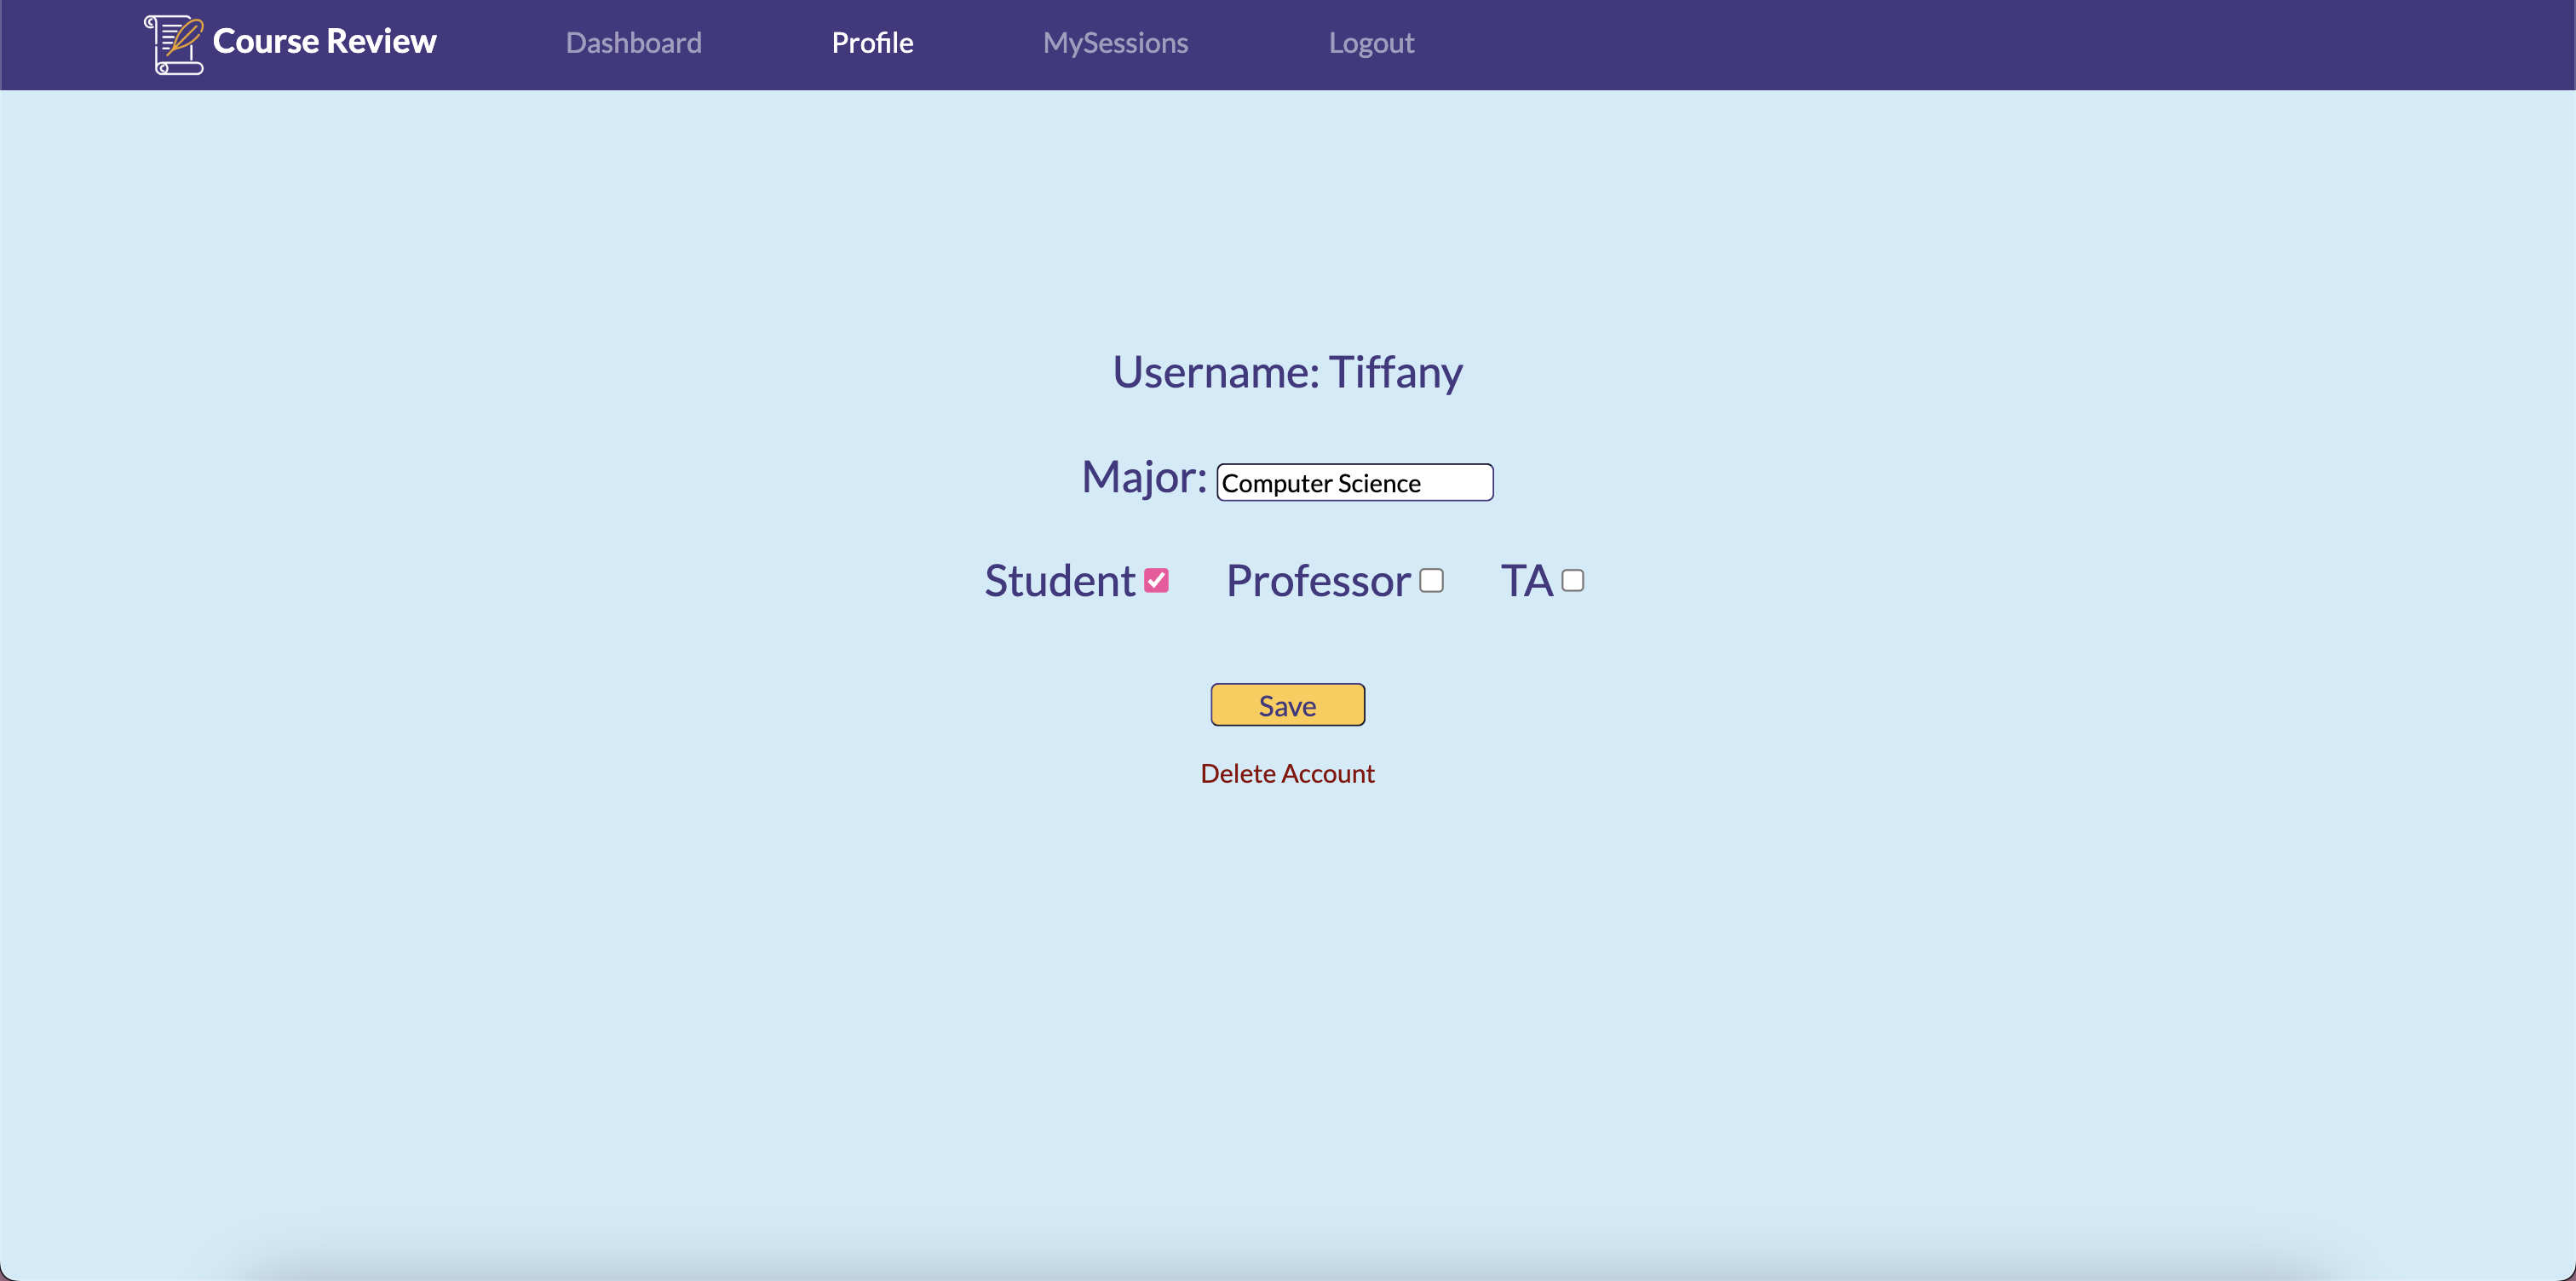 Course Review Dashboard Profile MySessions Logout
Username: Tiffany
Major: Computer Science
Student Professor TA
Save
Delete Account